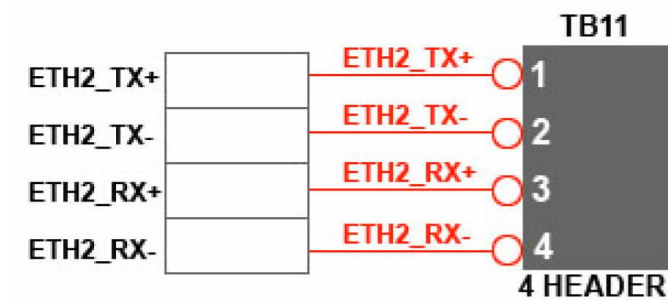 TB11
ETH2_TX+ ETH2_TX+ 1
ETH2_TX- ETH2_TX- 2
ETH2_RX+ ETH2_RX+ 3
ETH2_RX- ETH2_RX- 4
4 HEADER